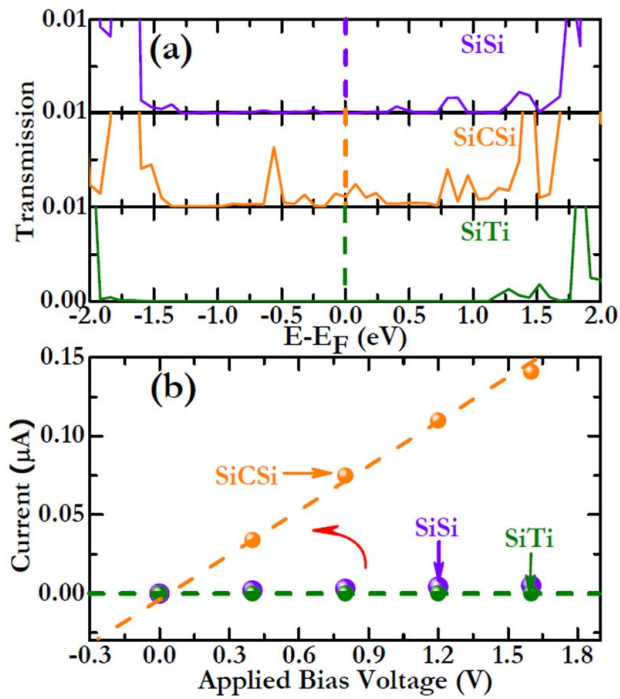 0.01
(a)
SiSi
0.01
SiCSi
0.01
SiTi
0.00
Transmission
-2.0 -1.5 -1.0 -0.5 0.0 0.5 1.0 1.5 2.0
E-E_F (eV)
0.15
(b)
0.10
SiCSi
0.05
SiSi
SiTi
0.00
Current (μA)
-0.3 0.0 0.3 0.6 0.9 1.2 1.5 1.8
Applied Bias Voltage (V)